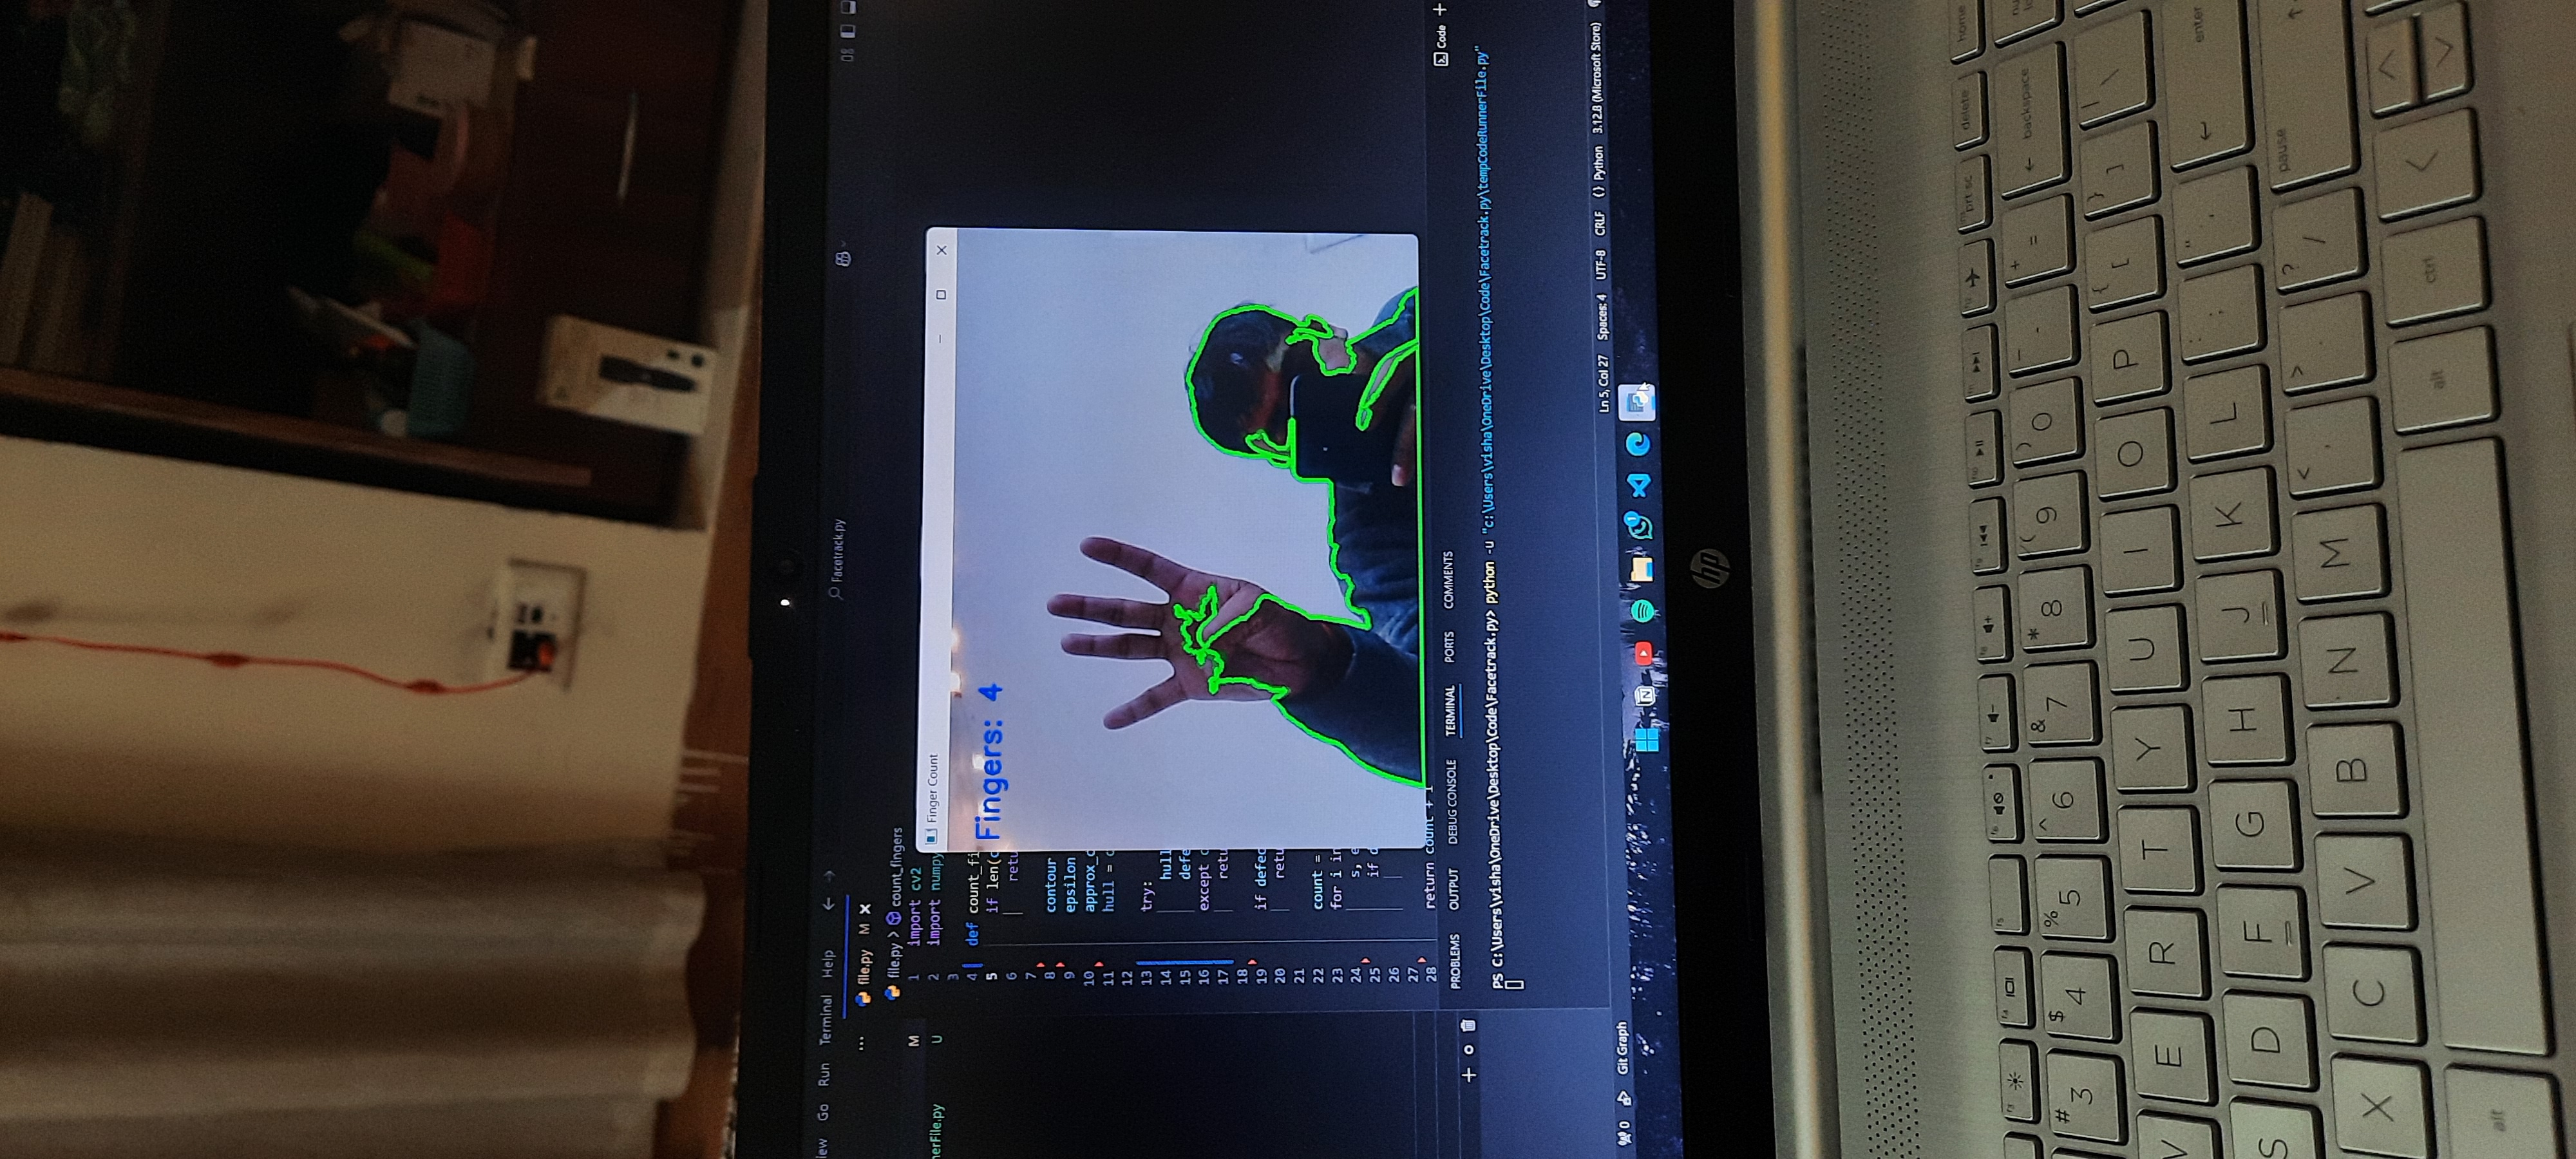 iew Go Run Terminal Help
Facetrack.py
file.py M
file.py > count_fingers
M
nerFile.py U
1 import cv2
2 import numpy
3
4 def count_fi
5 if len(c
6 retu
7
8 contour
9 epsilon
10 approx_c
11 hull = c
12
13 try:
14 hull
15 defe
16 except c
17 retu
18
19 if defec
20 retu
21
22 count =
23 for i in
24 s, e
25 if d
26
27
28 return count + 1
Finger Count
Fingers: 4
PROBLEMS OUTPUT DEBUG CONSOLE TERMINAL PORTS COMMENTS
Code
PS C:\Users\visha\OneDrive\Desktop\Code\Facetrack.py> python -u "c:\Users\visha\OneDrive\Desktop\Code\Facetrack.py\tempCodeRunnerFile.py"
0 Git Graph
Ln 5, Col 27 Spaces: 4 UTF-8 CRLF {} Python 3.12.8 (Microsoft Store)
hp
prt sc delete home
# 3 $ 4 % 5 ^ 6 & 7 * 8 ( 9 ) 0 _ - + = backspace
E R T Y U I O P { [ } ] | \
S D F G H J K L : ; " , enter
X C V B N M < , > . ? / pause
alt alt ctrl